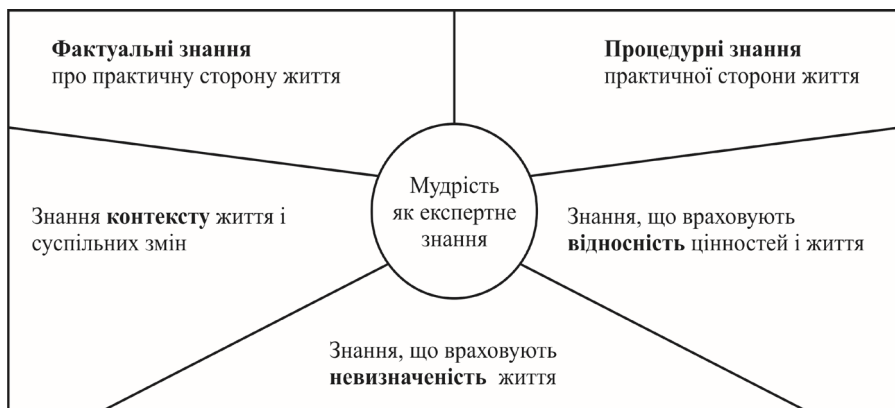 Фактуальні знання
про практичну сторону життя
Процедурні знання
практичної сторони життя
Мудрість
як експертне
знання
Знання контексту життя і
суспільних змін
Знання, що враховують
відносність цінностей і життя
Знання, що враховують
невизначеність життя